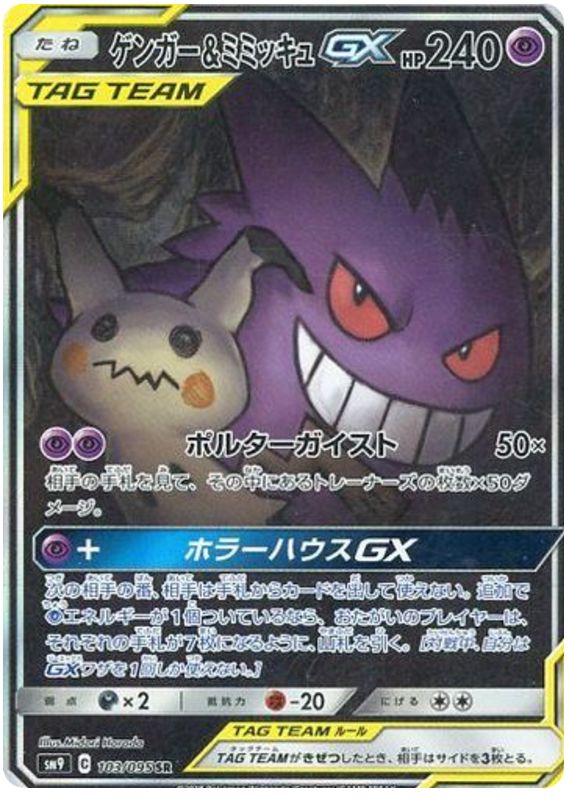 たね ゲンガー&ミミッキュGX HP240
TAG TEAM
ポルターガイスト 50×
相手の手札を見て、その中にあるトレーナーズの枚数×50ダ
メージ。
+ ホラーハウスGX
次の相手の番、相手は手札からカードを出して使えない。追加で
エネルギーが1個ついているなら、おたがいのプレイヤーは、
それぞれの手札が7枚になるように、山札を引く。[対戦中、自分は
GXワザを1回しか使えない。]
弱点 ×2 抵抗力 -20 にげる
Illus.Midori Harada
TAG TEAM ルール
SM9 C 103/095 SR
TAG TEAMがきぜつしたとき、相手はサイドを3枚とる。